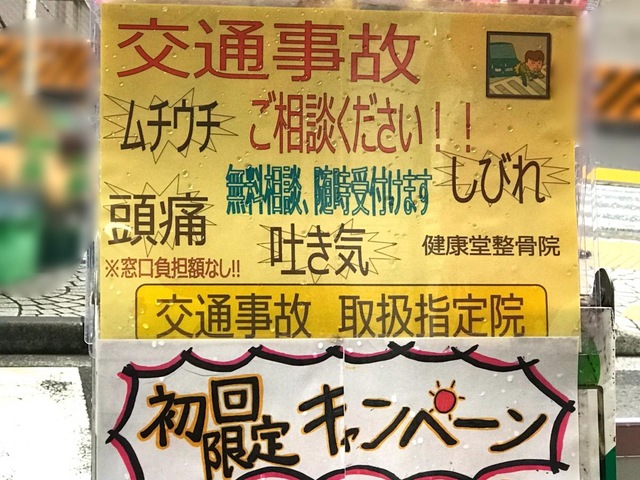 交通事故
ムチウチ
ご相談ください！！
しびれ
無料相談、随時受付けます
頭痛
吐き気
健康堂整骨院
※窓口負担額なし!!
交通事故 取扱指定院
初回
限定
キャンペーン